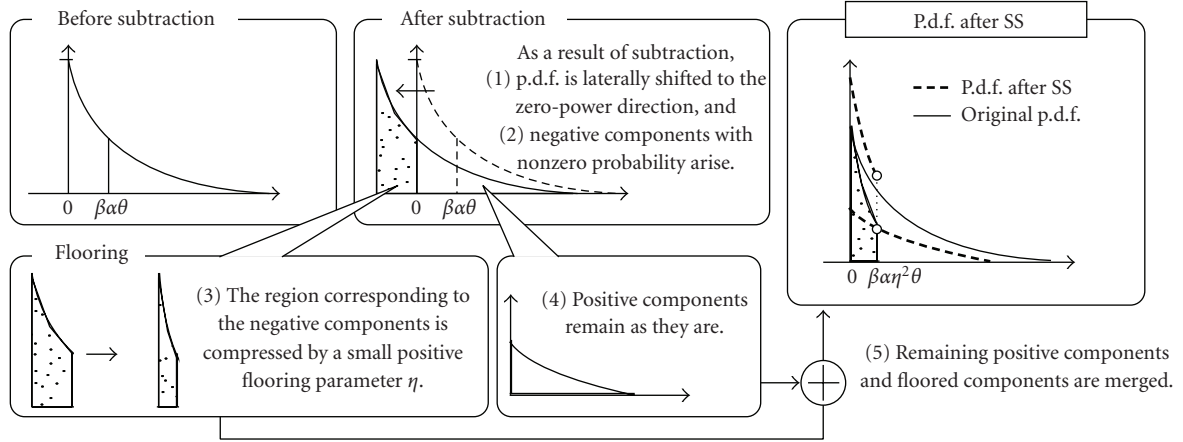 Before subtraction
0
βαθ
After subtraction
As a result of subtraction,
(1) p.d.f. is laterally shifted to the
zero-power direction, and
(2) negative components with
nonzero probability arise.
0
βαθ
P.d.f. after SS
P.d.f. after SS
Original p.d.f.
0
βαη²θ
Flooring
(3) The region corresponding to
the negative components is
compressed by a small positive
flooring parameter η.
(4) Positive components
remain as they are.
(5) Remaining positive components
and floored components are merged.